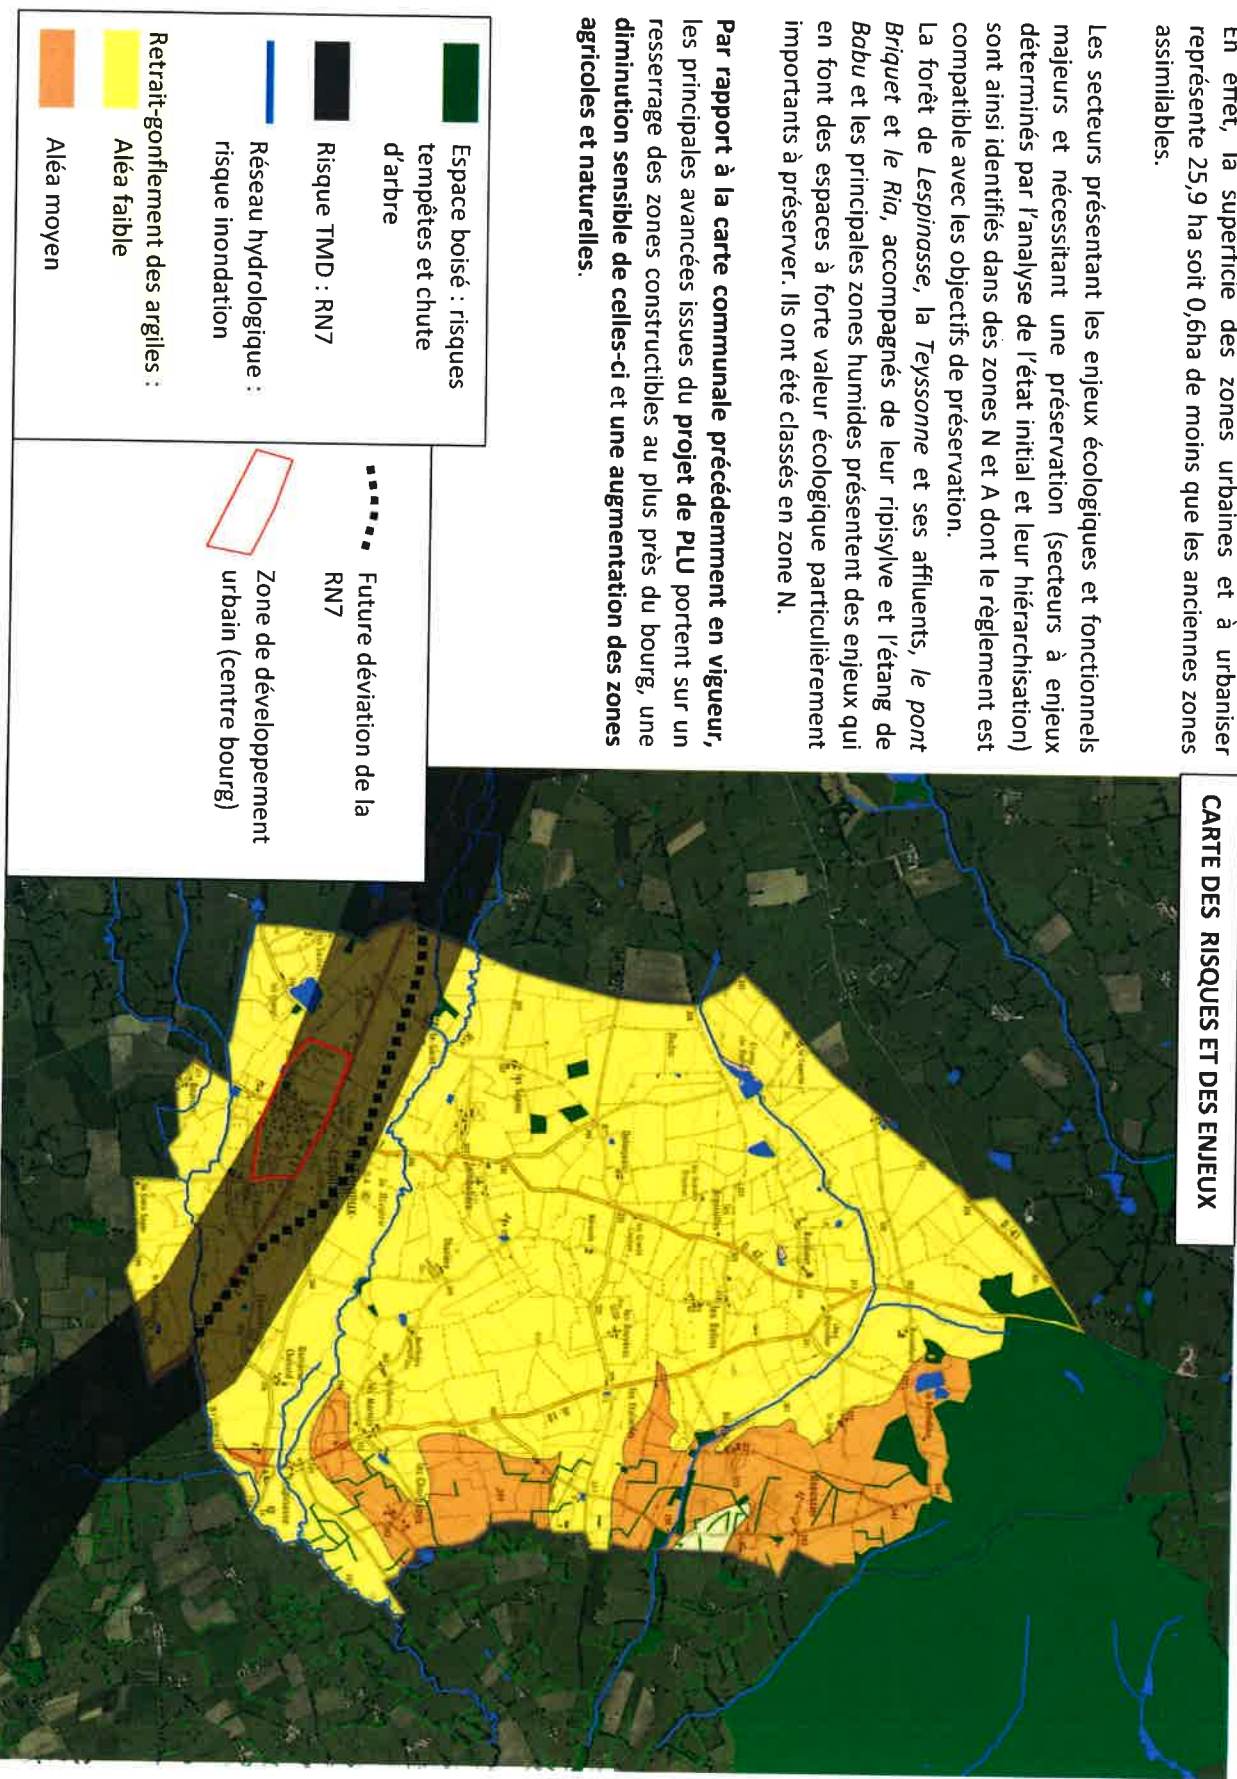 En effet, la superficie des zones urbaines et à urbaniser
représente 25,9 ha soit 0,6ha de moins que les anciennes zones
assimilables.
Les secteurs présentant les enjeux écologiques et fonctionnels
majeurs et nécessitant une préservation (secteurs à enjeux
déterminés par l'analyse de l'état initial et leur hiérarchisation)
sont ainsi identifiés dans des zones N et A dont le règlement est
compatible avec les objectifs de préservation.
La forêt de Lespinasse, la Teyssonne et ses affluents, le pont
Briquet et le Ria, accompagnés de leur ripisylve et l'étang de
Babu et les principales zones humides présentent des enjeux qui
en font des espaces à forte valeur écologique particulièrement
importants à préserver. Ils ont été classés en zone N.
Par rapport à la carte communale précédemment en vigueur,
les principales avancées issues du projet de PLU portent sur un
resserrage des zones constructibles au plus près du bourg, une
diminution sensible de celles-ci et une augmentation des zones
agricoles et naturelles.
CARTE DES RISQUES ET DES ENJEUX
Espace boisé : risques
tempêtes et chute
d'arbre
Risque TMD : RN7
Réseau hydrologique :
risque inondation
Retrait-gonflement des argiles :
Aléa faible
Aléa moyen
Future déviation de la
RN7
Zone de développement
urbain (centre bourg)